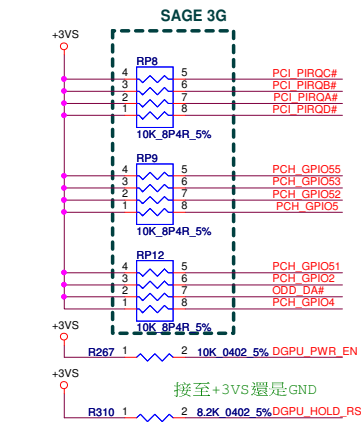 SAGE 3G
+3VS
RP8
4 5 PCI_PIRQC#
3 6 PCI_PIRQB#
2 7 PCI_PIRQA#
1 8 PCI_PIRQD#
10K_8P4R_5%
RP9
4 5 PCH_GPIO55
3 6 PCH_GPIO53
2 7 PCH_GPIO52
1 8 PCH_GPIO5
10K_8P4R_5%
RP12
4 5 PCH_GPIO51
3 6 PCH_GPIO2
2 7 ODD_DA#
1 8 PCH_GPIO4
10K_8P4R_5%
+3VS
R267 1 2 10K_0402_5% DGPU_PWR_EN
+3VS
接至+3VS還是GND
R310 1 2 8.2K_0402_5% DGPU_HOLD_RS